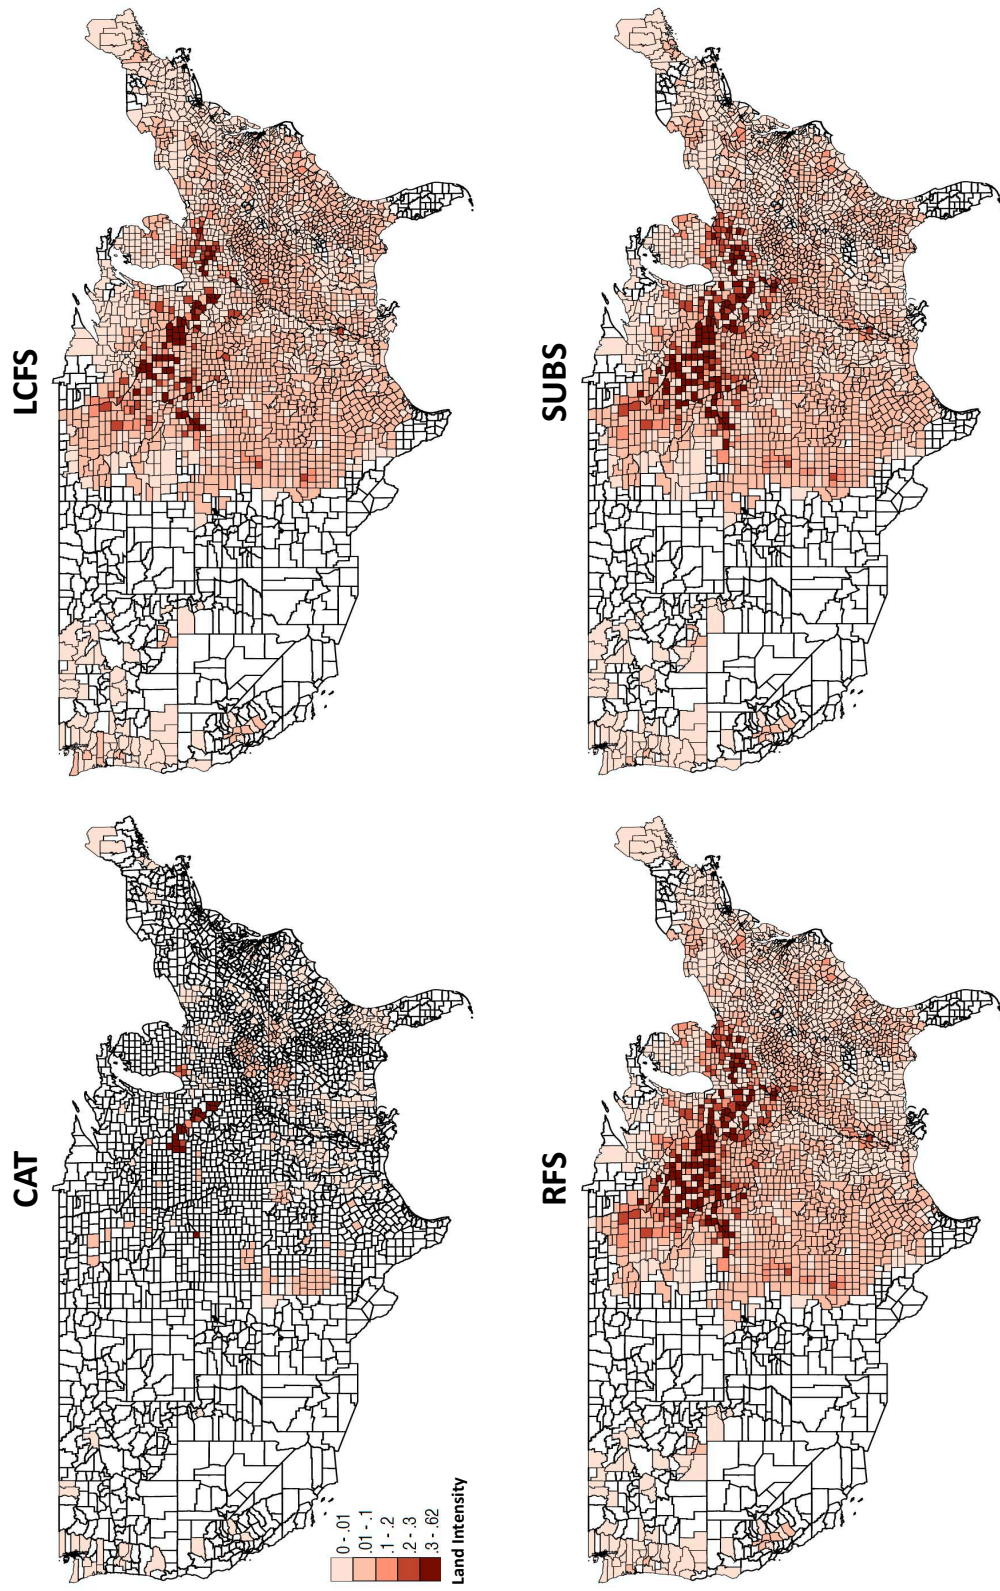 CAT
LCFS
0 - .01
.01 - .1
.1 - .2
.2 - .3
.3 - .62
Land Intensity
RFS
SUBS